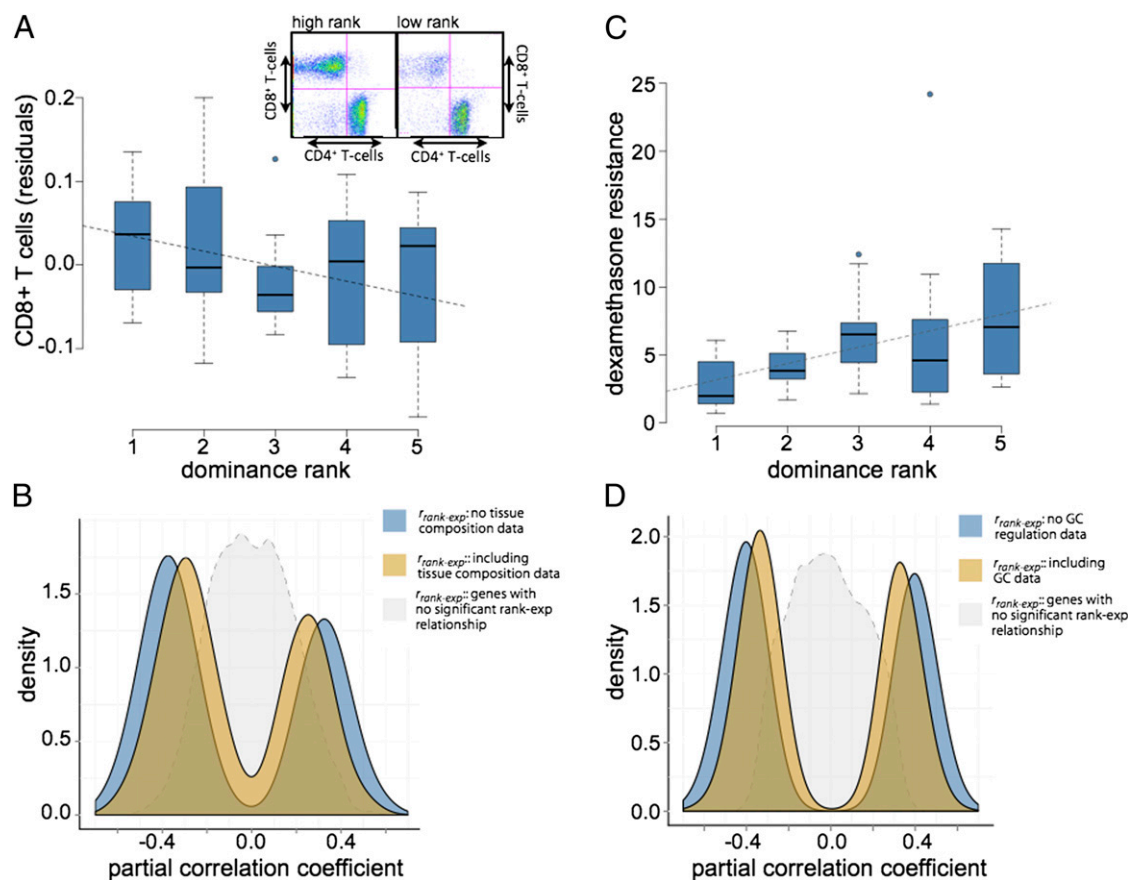 A
high rank
low rank
CD8⁺ T-cells
CD8⁺ T-cells
CD4⁺ T-cells
CD4⁺ T-cells
CD8+ T cells (residuals)
0.2
0.1
0.0
-0.1
1 2 3 4 5
dominance rank
C
dexamethasone resistance
25
20
15
10
5
0
1 2 3 4 5
dominance rank
B
density
1.5
1.0
0.5
0.0
-0.4 0.0 0.4
partial correlation coefficient
rrank-exp: no tissue
composition data
rrank-exp:: including
tissue composition data
rrank-exp:: genes with
no significant rank-exp
relationship
D
density
2.0
1.5
1.0
0.5
0.0
-0.4 0.0 0.4
partial correlation coefficient
rrank-exp: no GC
regulation data
rrank-exp:: including
GC data
rrank-exp:: genes with
no significant rank-exp
relationship